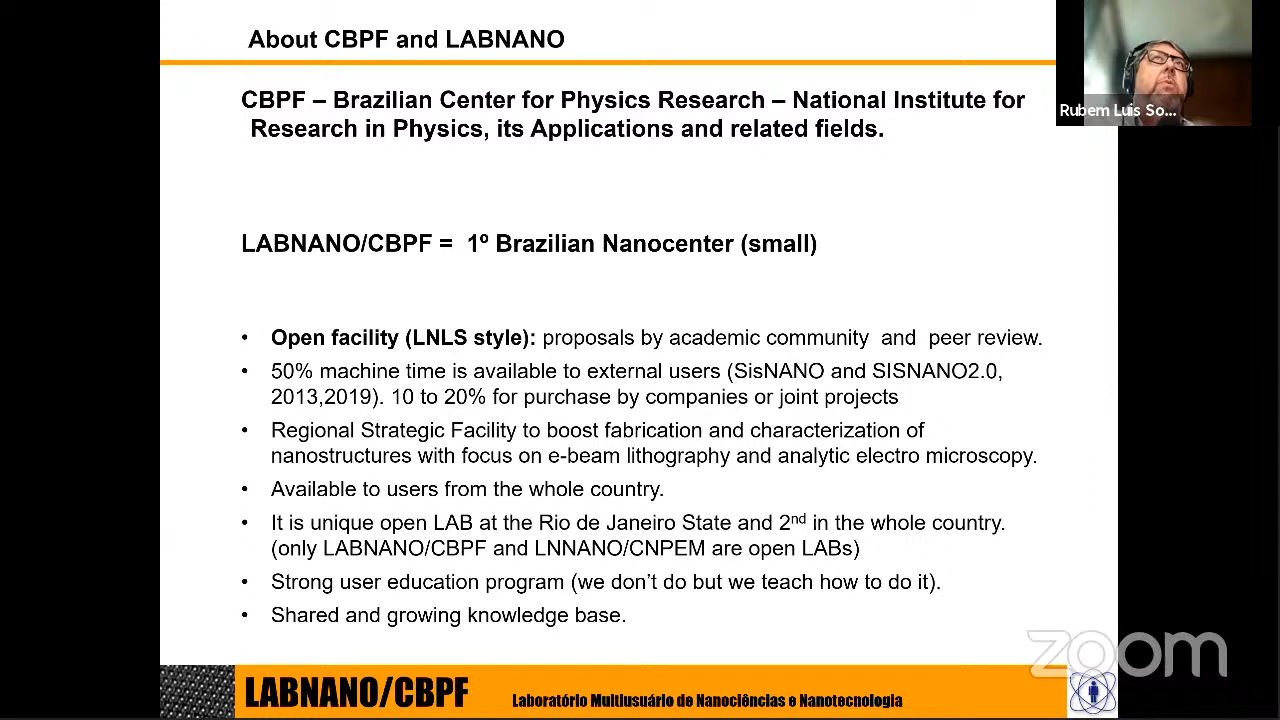 About CBPF and LABNANO
CBPF – Brazilian Center for Physics Research – National Institute for
Research in Physics, its Applications and related fields.
Rubem Luis So...
LABNANO/CBPF = 1º Brazilian Nanocenter (small)
• Open facility (LNLS style): proposals by academic community and peer review.
• 50% machine time is available to external users (SisNANO and SISNANO2.0,
2013,2019). 10 to 20% for purchase by companies or joint projects
• Regional Strategic Facility to boost fabrication and characterization of
nanostructures with focus on e-beam lithography and analytic electro microscopy.
• Available to users from the whole country.
• It is unique open LAB at the Rio de Janeiro State and 2nd in the whole country.
(only LABNANO/CBPF and LNNANO/CNPEM are open LABs)
• Strong user education program (we don’t do but we teach how to do it).
• Shared and growing knowledge base.
zoom
LABNANO/CBPF
Laboratório Multiusuário de Nanociências e Nanotecnologia